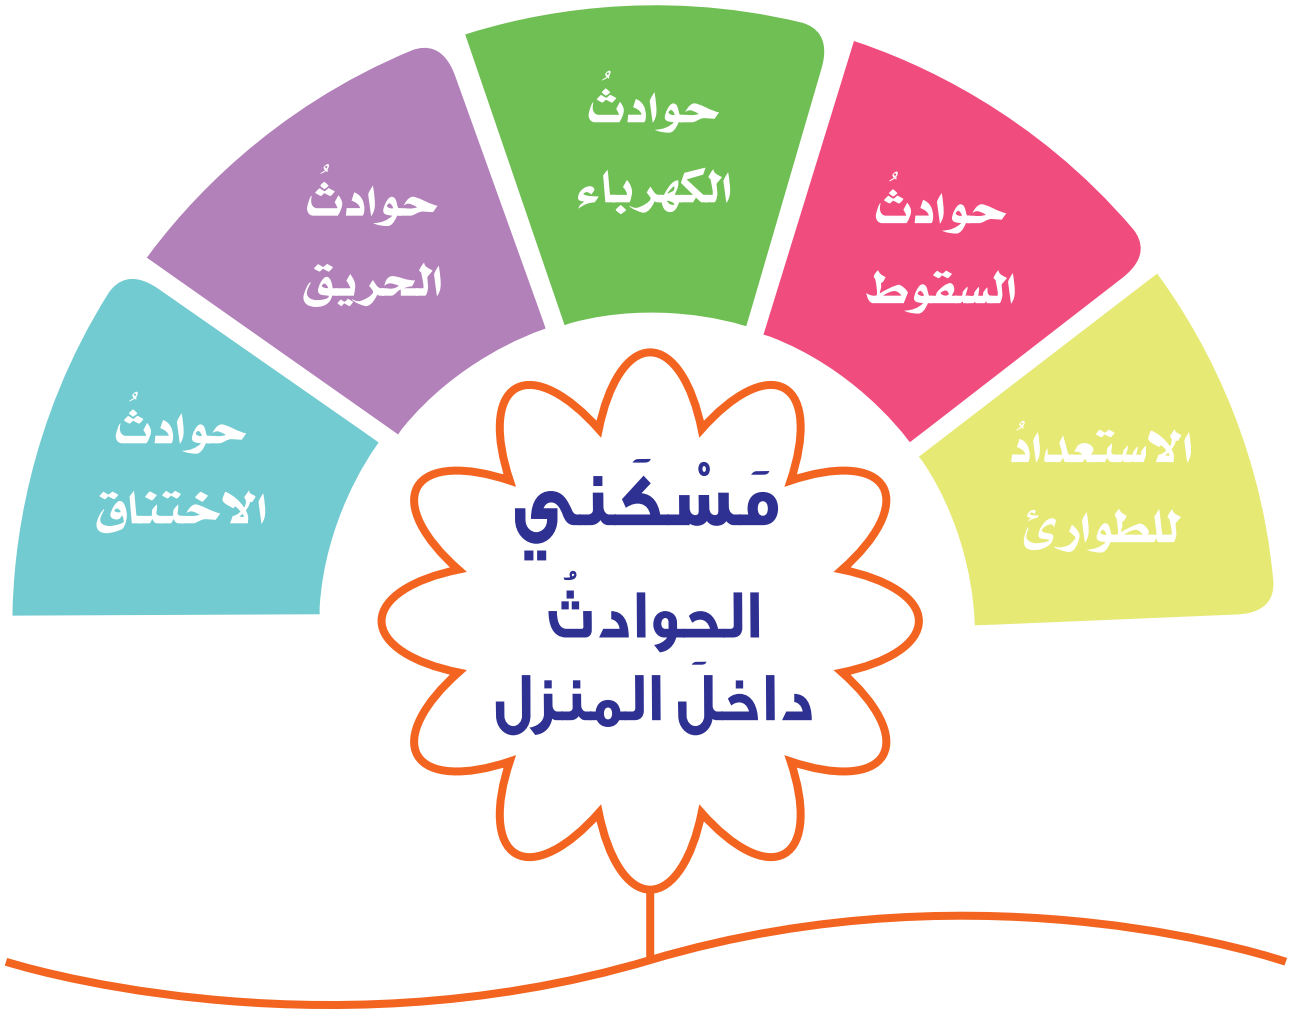 الاستعدادُ
للطوارئ
حوادثُ
السقوط
حوادثُ
الكهرباء
حوادثُ
الحريق
حوادثُ
الاختناق
مَسْكَني
الحوادثُ
داخلَ المنزل